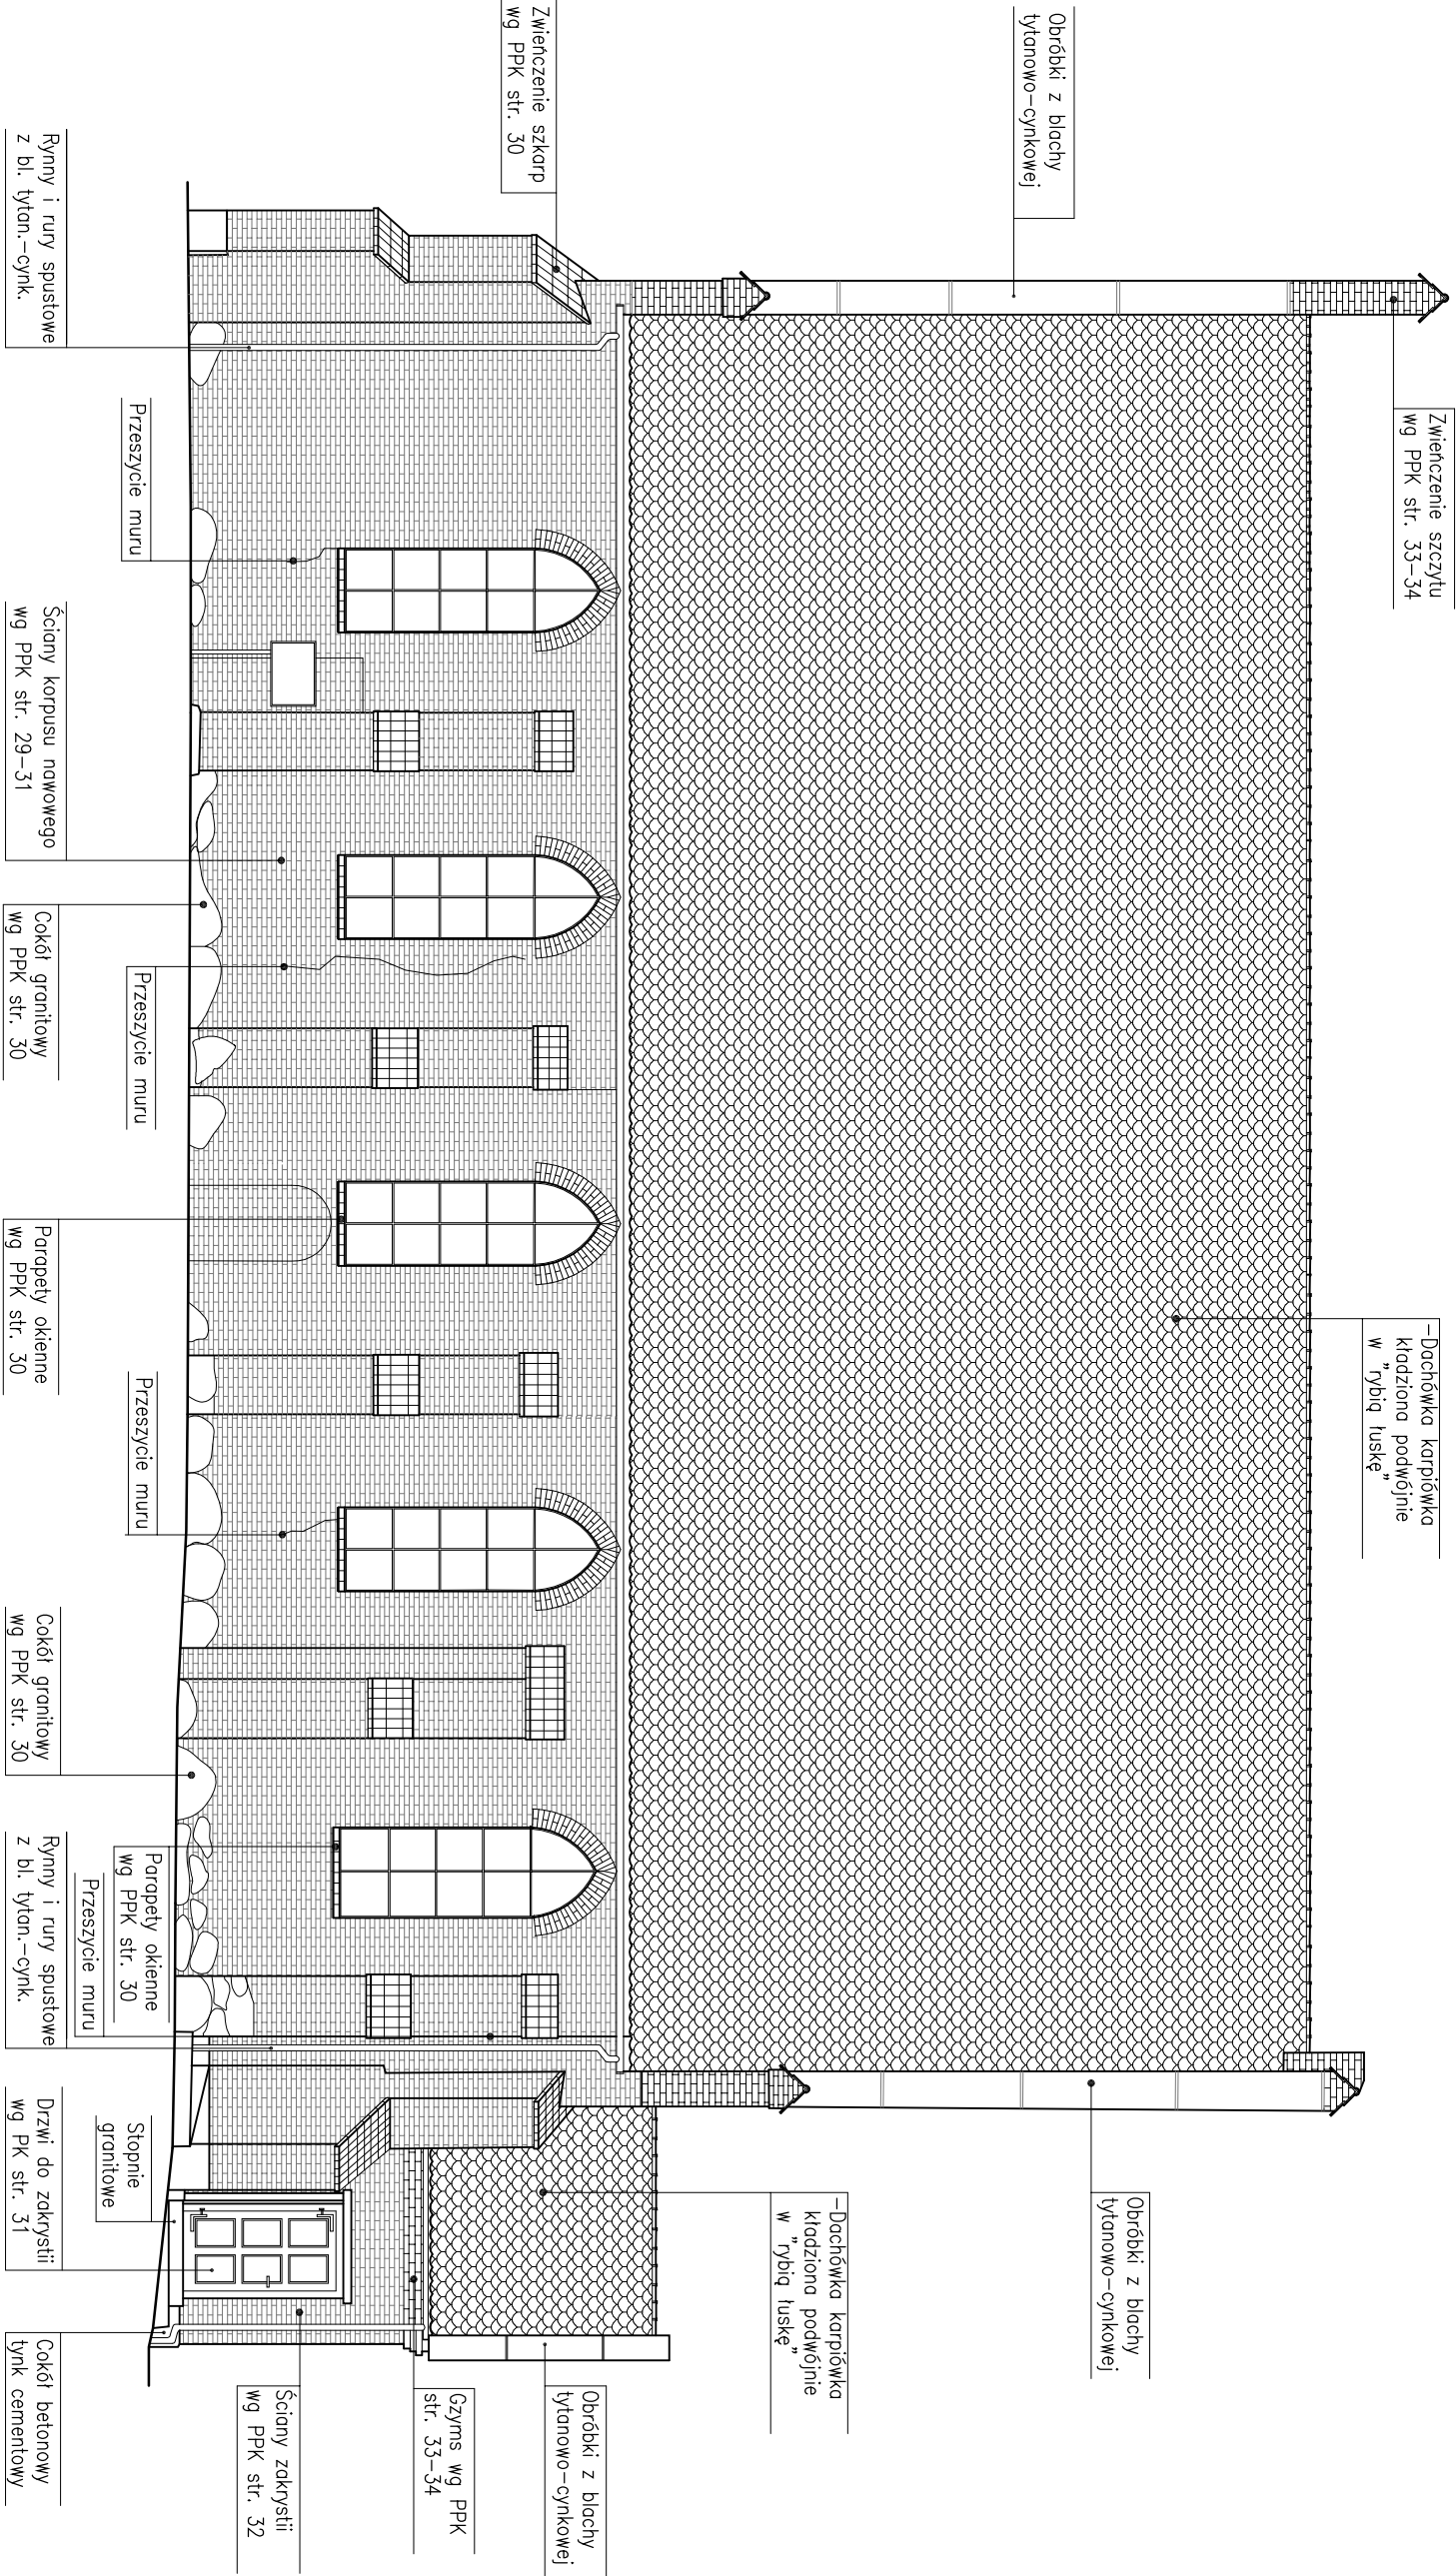 Zwieńczenie szczytu
wg PPK str. 33-34
-Dachówka karpiówka
kładziona podwójnie
w "rybią łuskę"
Obróbki z blachy
tytanowo-cynkowej
Obróbki z blachy
tytanowo-cynkowej
-Dachówka karpiówka
kładziona podwójnie
w "rybią łuskę"
Zwieńczenie szkarp
wg PPK str. 30
Obróbki z blachy
tytanowo-cynkowej
Gzyms wg PPK
str. 33-34
Ściany zakrystii
wg PPK str. 32
Przeszycie muru
Przeszycie muru
Przeszycie muru
Parapety okienne
wg PPK str. 30
Przeszycie muru
Stopnie
granitowe
Rynny i rury spustowe
z bl. tytan.-cynk.
Ściany korpusu nawowego
wg PPK str. 29-31
Cokół granitowy
wg PPK str. 30
Parapety okienne
wg PPK str. 30
Cokół granitowy
wg PPK str. 30
Rynny i rury spustowe
z bl. tytan.-cynk.
Drzwi do zakrystii
wg PK str. 31
Cokół betonowy
tynk cementowy